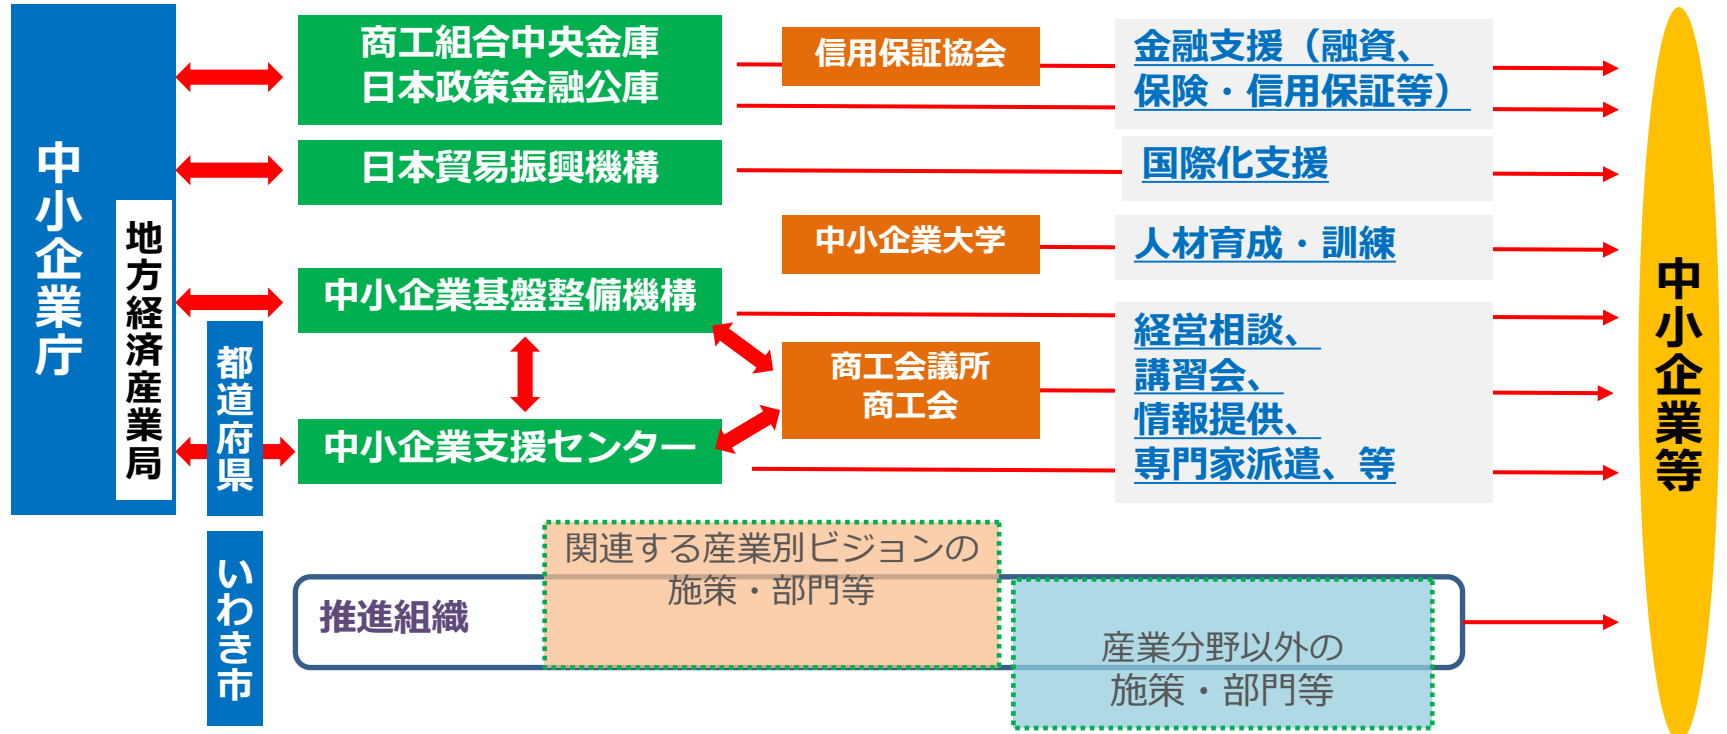 中小企業庁
地方経済産業局
都道府県
いわき市
商工組合中央金庫
日本政策金融公庫
日本貿易振興機構
中小企業基盤整備機構
中小企業支援センター
信用保証協会
中小企業大学
商工会議所
商工会
金融支援（融資、
保険・信用保証等）
国際化支援
人材育成・訓練
経営相談、
講習会、
情報提供、
専門家派遣、等
中小企業等
推進組織
関連する産業別ビジョンの
施策・部門等
産業分野以外の
施策・部門等